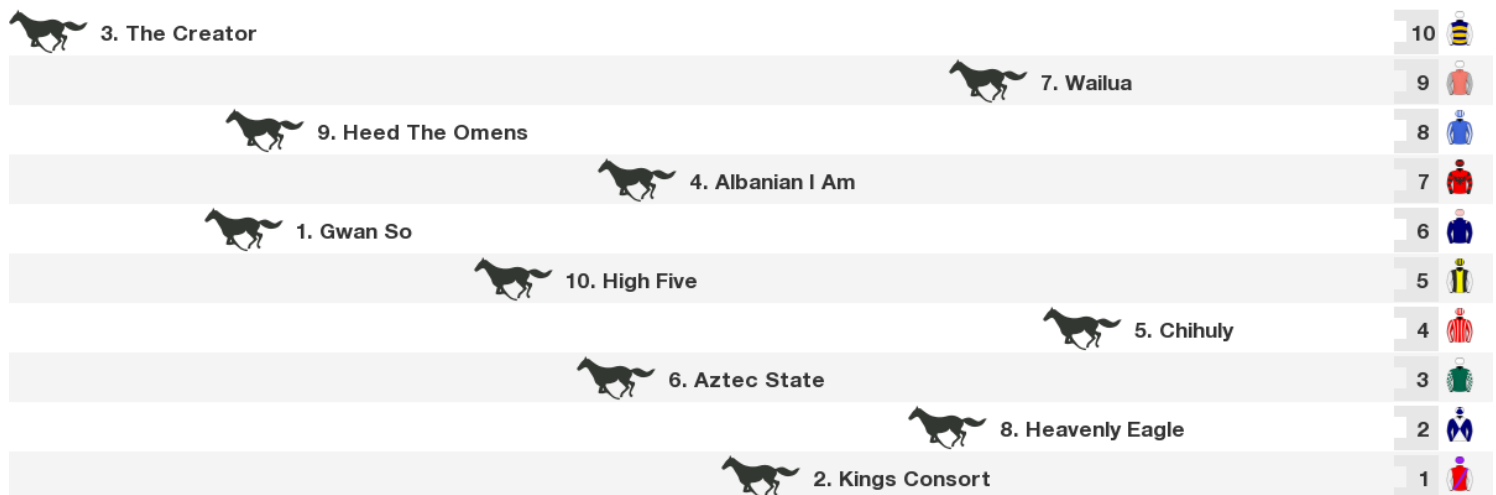 3. The Creator 10
7. Wailua 9
9. Heed The Omens 8
4. Albanian I Am 7
1. Gwan So 6
10. High Five 5
5. Chihuly 4
6. Aztec State 3
8. Heavenly Eagle 2
2. Kings Consort 1